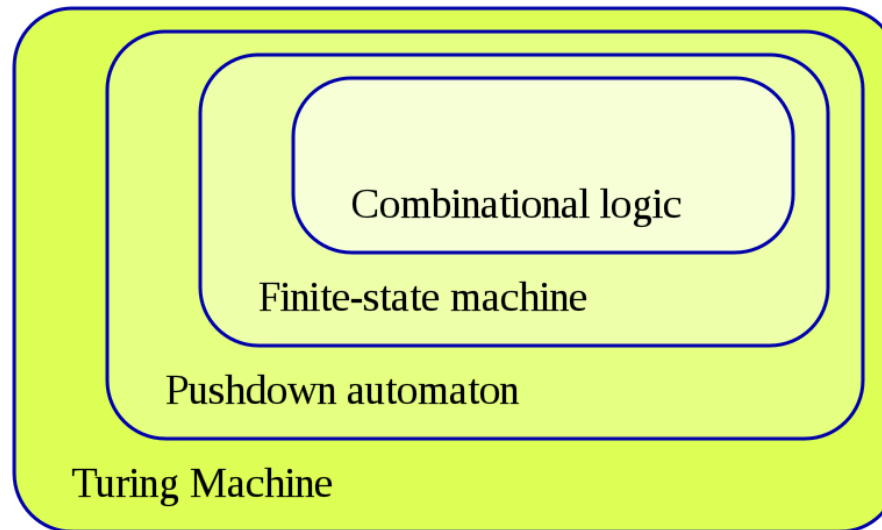 Combinational logic
Finite-state machine
Pushdown automaton
Turing Machine